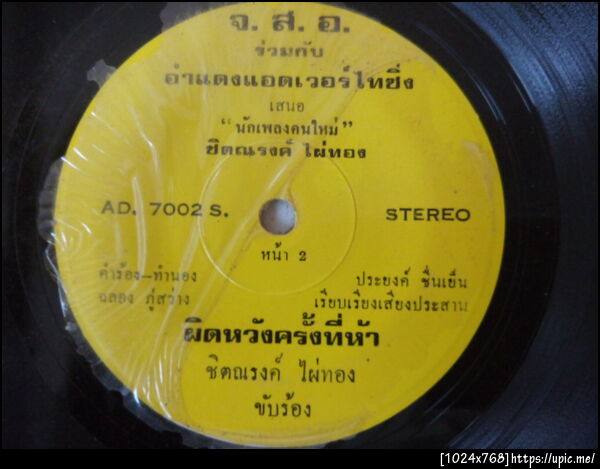 จ. ส. อ.
ร่วมกับ
อำแดงแอดเวอร์ไทซิ่ง
เสนอ
"นักเพลงคนใหม่"
ชิตณรงค์ ไผ่ทอง
AD. 7002 S. STEREO
หน้า 2
คำร้อง–ทำนอง ประยงค์ ชื่นเย็น
ฉลอง ภู่สว่าง เรียบเรียงเสียงประสาน
ผิดหวังครั้งที่ห้า
ชิตณรงค์ ไผ่ทอง
ขับร้อง
[1024x768]https://upic.me/